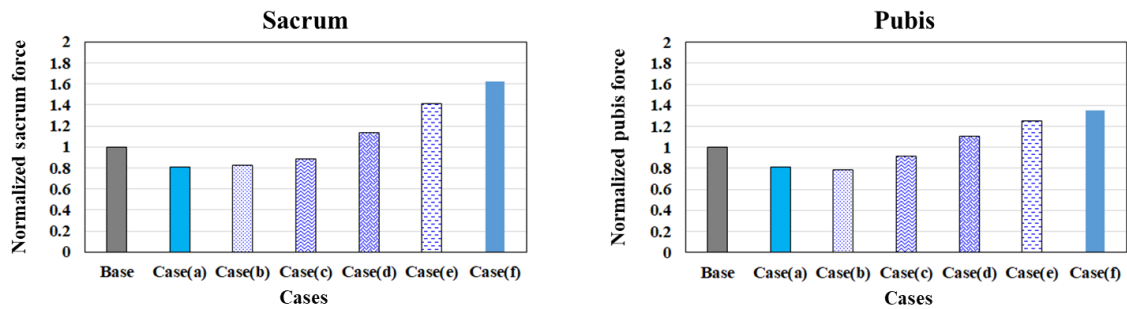 Sacrum
Normalized sacrum force
2
1.8
1.6
1.4
1.2
1
0.8
0.6
0.4
0.2
0
Base Case(a) Case(b) Case(c) Case(d) Case(e) Case(f)
Cases
Pubis
Normalized pubis force
2
1.8
1.6
1.4
1.2
1
0.8
0.6
0.4
0.2
0
Base Case(a) Case(b) Case(c) Case(d) Case(e) Case(f)
Cases